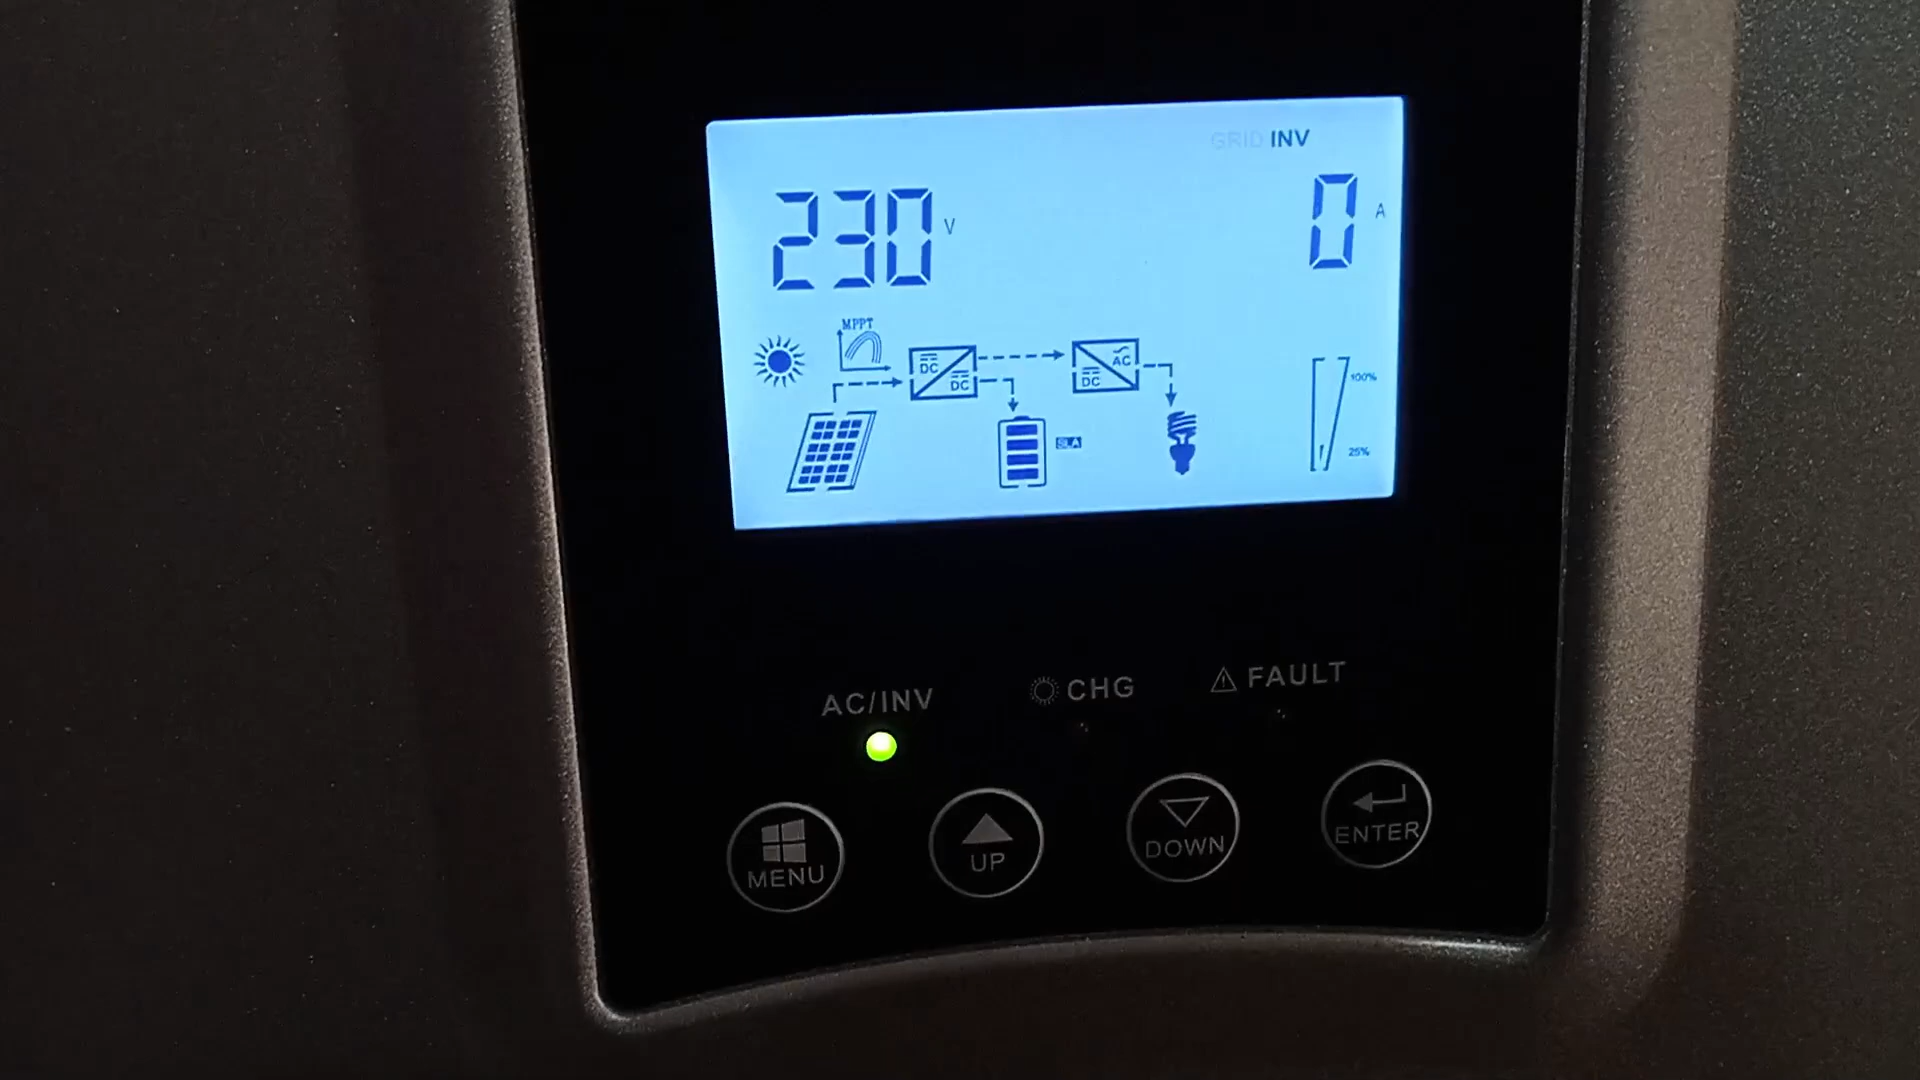 GRID INV
230 V
0 A
MPPT
DC
DC
AC
DC
100%
SLA
25%
AC/INV
CHG
FAULT
MENU
UP
DOWN
ENTER